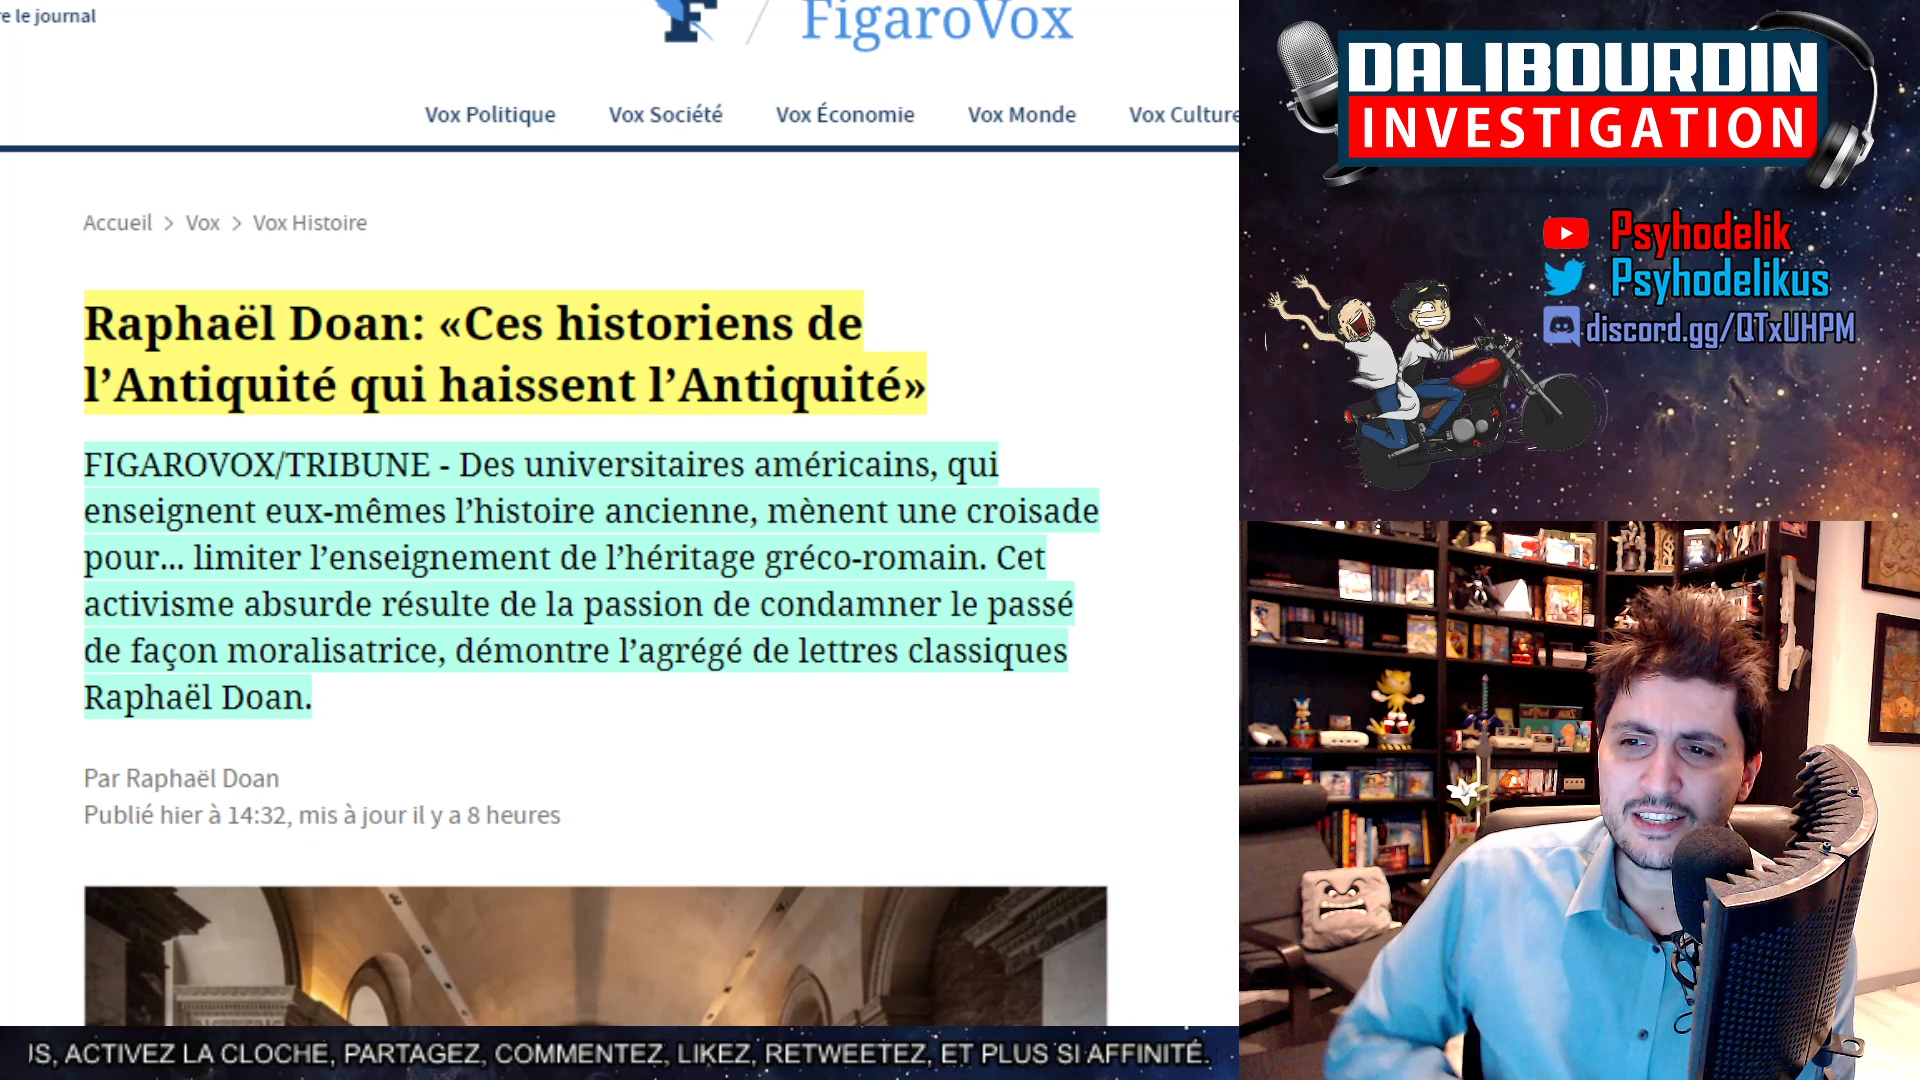 re le journal
F / FigaroVox
Vox Politique Vox Société Vox Économie Vox Monde Vox Culture
Accueil > Vox > Vox Histoire
Raphaël Doan: «Ces historiens de
l’Antiquité qui haissent l’Antiquité»
FIGAROVOX/TRIBUNE - Des universitaires américains, qui
enseignent eux-mêmes l’histoire ancienne, mènent une croisade
pour... limiter l’enseignement de l’héritage gréco-romain. Cet
activisme absurde résulte de la passion de condamner le passé
de façon moralisatrice, démontre l’agrégé de lettres classiques
Raphaël Doan.
Par Raphaël Doan
Publié hier à 14:32, mis à jour il y a 8 heures
US, ACTIVEZ LA CLOCHE, PARTAGEZ, COMMENTEZ, LIKEZ, RETWEETEZ, ET PLUS SI AFFINITÉ.
DALIBOURDIN
INVESTIGATION
Psyhodelik
Psyhodelikus
discord.gg/QTxUHPM